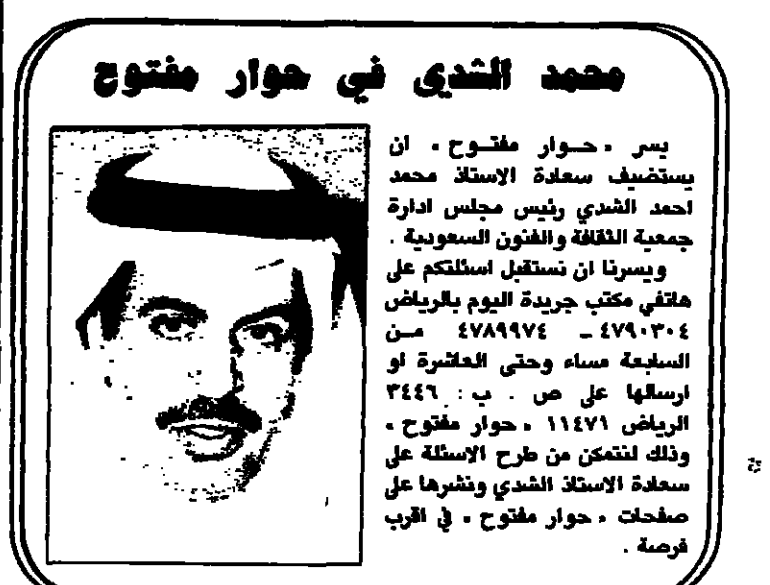 محمد الشدي في حوار مفتوح
يسر « حوار مفتوح » ان
يستضيف سعادة الاستاذ محمد
احمد الشدي رئيس مجلس ادارة
جمعية الثقافة والفنون السعودية .
ويسرنا ان نستقبل اسئلتكم على
هاتفي مكتب جريدة اليوم بالرياض
٤٧٩٠٣٠٤ ــ ٤٧٨٩٩٧٤ من
السابعة مساء وحتى العاشرة او
ارسالها على ص . ب : ٣٤٤٦
الرياض ١١٤٧١ « حوار مفتوح »
وذلك لنتمكن من طرح الاسئلة على
سعادة الاستاذ الشدي ونشرها على
صفحات « حوار مفتوح » في اقرب
فرصة .